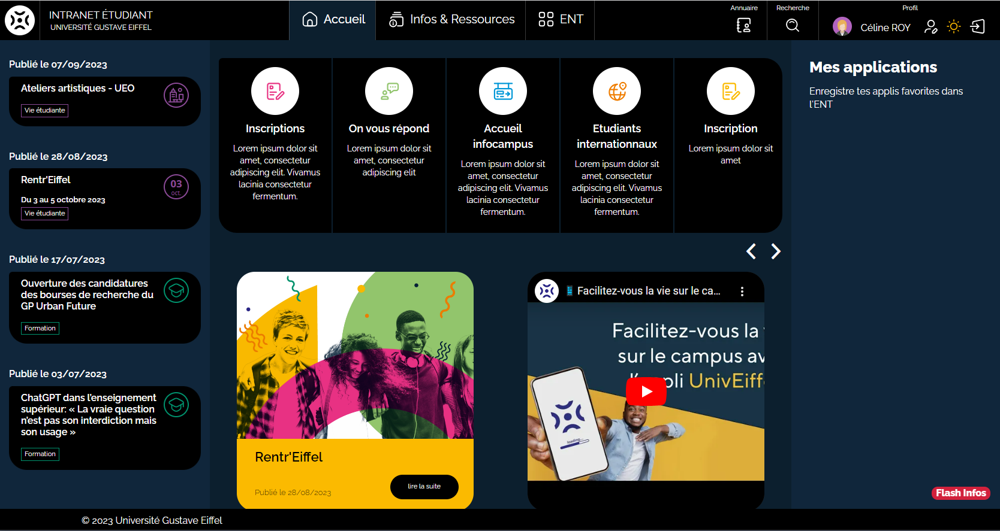 INTRANET ÉTUDIANT
UNIVERSITÉ GUSTAVE EIFFEL
Accueil
Infos & Ressources
ENT
Annuaire
Recherche
Profil
Céline ROY
Publié le 07/09/2023
Ateliers artistiques - UEO
Vie étudiante
Publié le 28/08/2023
Rentr'Eiffel
03
oct.
Du 3 au 5 octobre 2023
Vie étudiante
Publié le 17/07/2023
Ouverture des candidatures
des bourses de recherche du
GP Urban Future
Formation
Publié le 03/07/2023
ChatGPT dans l'enseignement
supérieur: « La vraie question
n'est pas son interdiction mais
son usage »
Formation
Inscriptions
Lorem ipsum dolor sit
amet, consectetur
adipiscing elit. Vivamus
lacinia consectetur
fermentum.
On vous répond
Lorem ipsum dolor sit
amet, consectetur
adipiscing elit
Accueil
infocampus
Lorem ipsum dolor sit
amet, consectetur
adipiscing elit. Vivamus
lacinia consectetur
fermentum.
Etudiants
internationnaux
Lorem ipsum dolor sit
amet, consectetur
adipiscing elit. Vivamus
lacinia consectetur
fermentum.
Inscription
Lorem ipsum dolor sit
amet
Rentr'Eiffel
Publié le 28/08/2023
lire la suite
Facilitez-vous la vie sur le ca...
Facilitez-vous la
sur le campus av
UnivEiff
loading...
Mes applications
Enregistre tes applis favorites dans
l'ENT
Flash Infos
© 2023 Université Gustave Eiffel